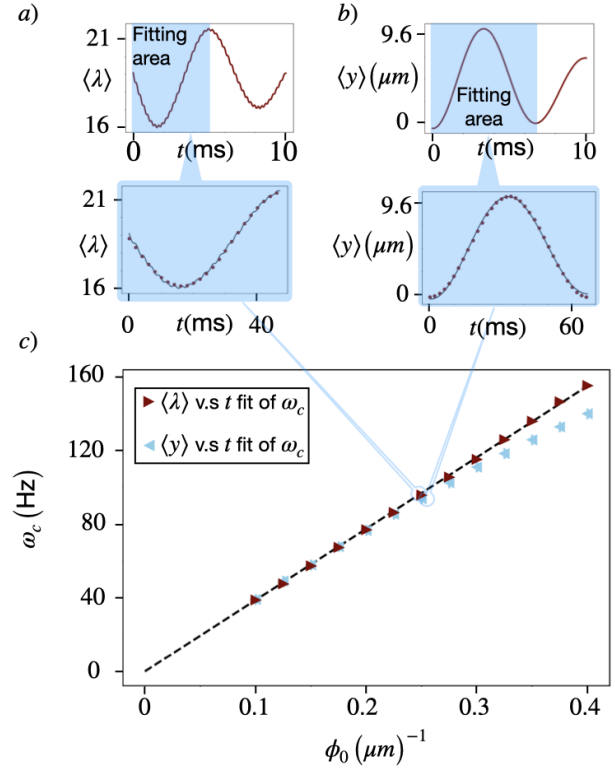 a)
21
⟨λ⟩
16
Fitting
area
0
10
t(ms)
b)
9.6
⟨y⟩(μm)
0
Fitting
area
0
10
t(ms)
21
⟨λ⟩
16
0
40
t(ms)
9.6
⟨y⟩(μm)
0
0
60
t(ms)
c)
160
120
80
40
0
ω_c (Hz)
⟨λ⟩ v.s t fit of ω_c
⟨y⟩ v.s t fit of ω_c
0
0.1
0.2
0.3
0.4
ϕ₀ (μm)⁻¹